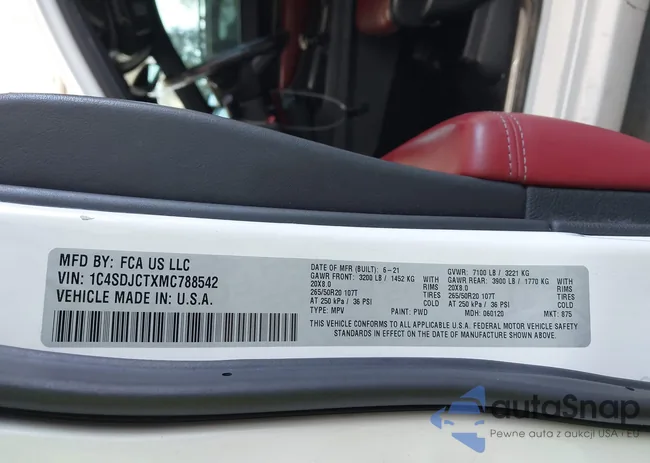 MFD BY: FCA US LLC
VIN: 1C4SDJCTXMC788542
VEHICLE MADE IN: U.S.A.
DATE OF MFR (BUILT). 6-21
GAWR FRONT: 3200 LB / 1452 KG WITH
20X8.0 RIMS
265/50R20 107T TIRES
AT 250 kPa / 36 PSI COLD
TYPE: MPV PAINT: PWD
GVWR: 7100 LB / 3221 KG
GAWR REAR: 3900 LB / 1770 KG WITH
20X8.0 RIMS
265/50R20 107T TIRES
AT 250 kPa / 36 PSI COLD
MDH: 060120 MKT: 875
THIS VEHICLE CONFORMS TO ALL APPLICABLE U.S.A. FEDERAL MOTOR VEHICLE SAFETY
STANDARDS IN EFFECT ON THE DATE OF MANUFACTURE SHOWN ABOVE.
autaSnap
Pewne auta z aukcji USA i EU